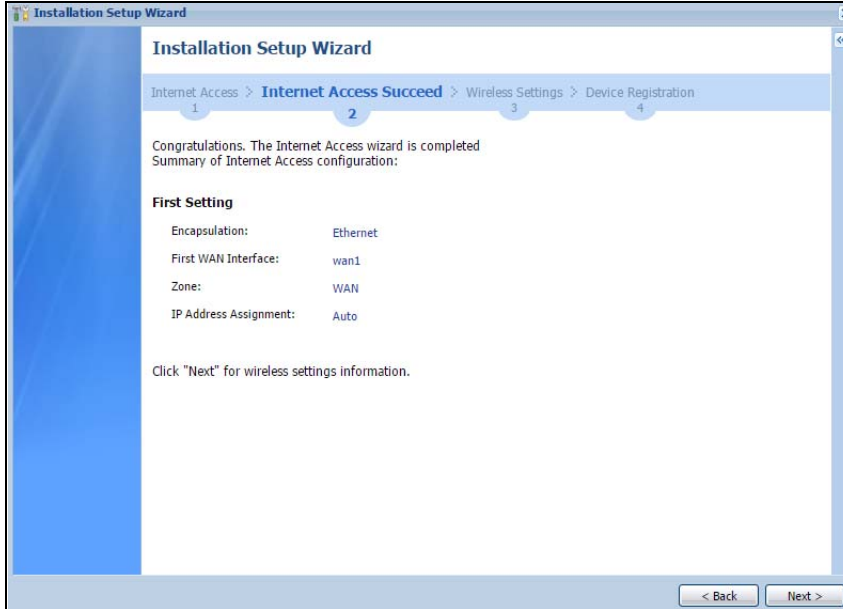 Installation Setup Wizard
Installation Setup Wizard
Internet Access > Internet Access Succeed > Wireless Settings > Device Registration
1 2 3 4
Congratulations. The Internet Access wizard is completed
Summary of Internet Access configuration:
First Setting
Encapsulation: Ethernet
First WAN Interface: wan1
Zone: WAN
IP Address Assignment: Auto
Click "Next" for wireless settings information.
< Back Next >